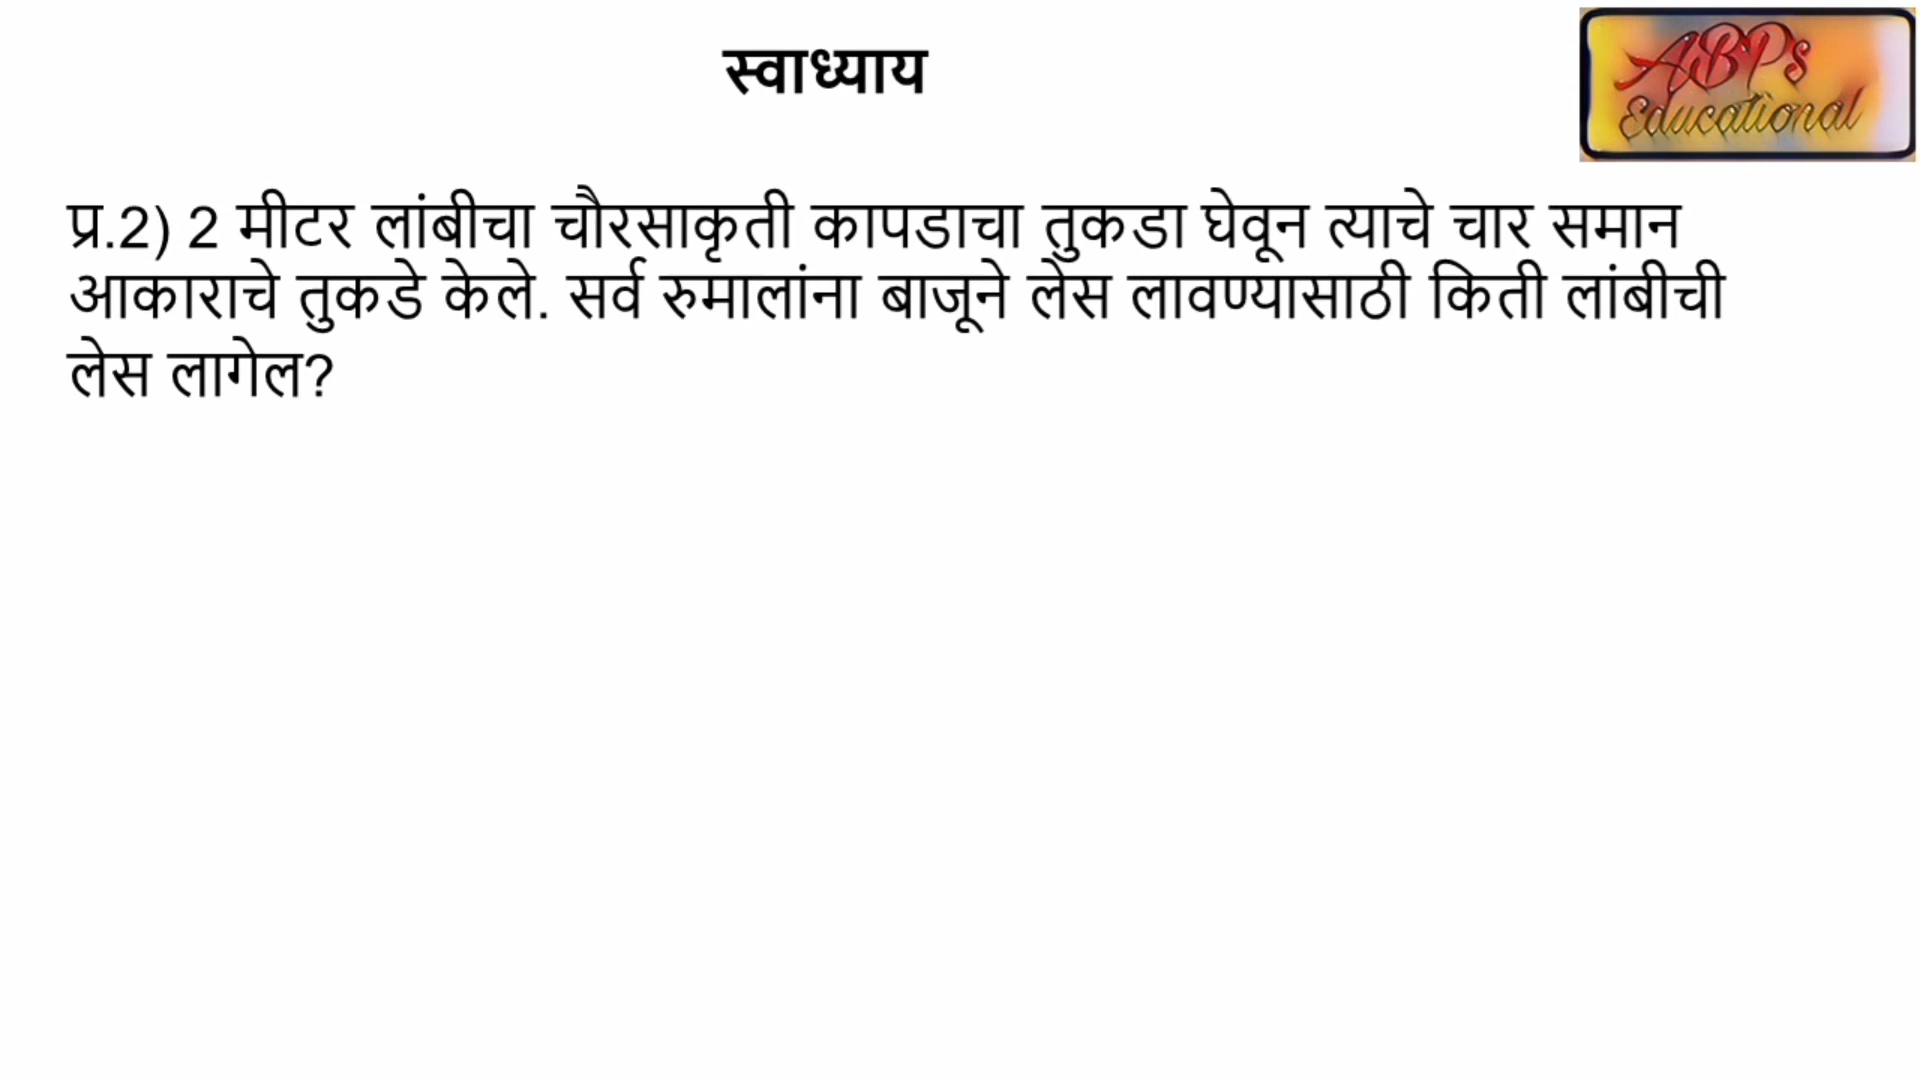 स्वाध्याय
ABPs
Educational
प्र.2) 2 मीटर लांबीचा चौरसाकृती कापडाचा तुकडा घेवून त्याचे चार समान
आकाराचे तुकडे केले. सर्व रुमालांना बाजूने लेस लावण्यासाठी किती लांबीची
लेस लागेल?